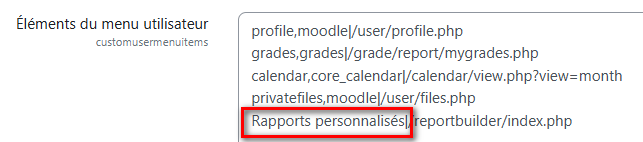 Éléments du menu utilisateur
customusermenuitems
profile,moodle|/user/profile.php
grades,grades|/grade/report/mygrades.php
calendar,core_calendar|/calendar/view.php?view=month
privatefiles,moodle|/user/files.php
Rapports personnalisés|/reportbuilder/index.php